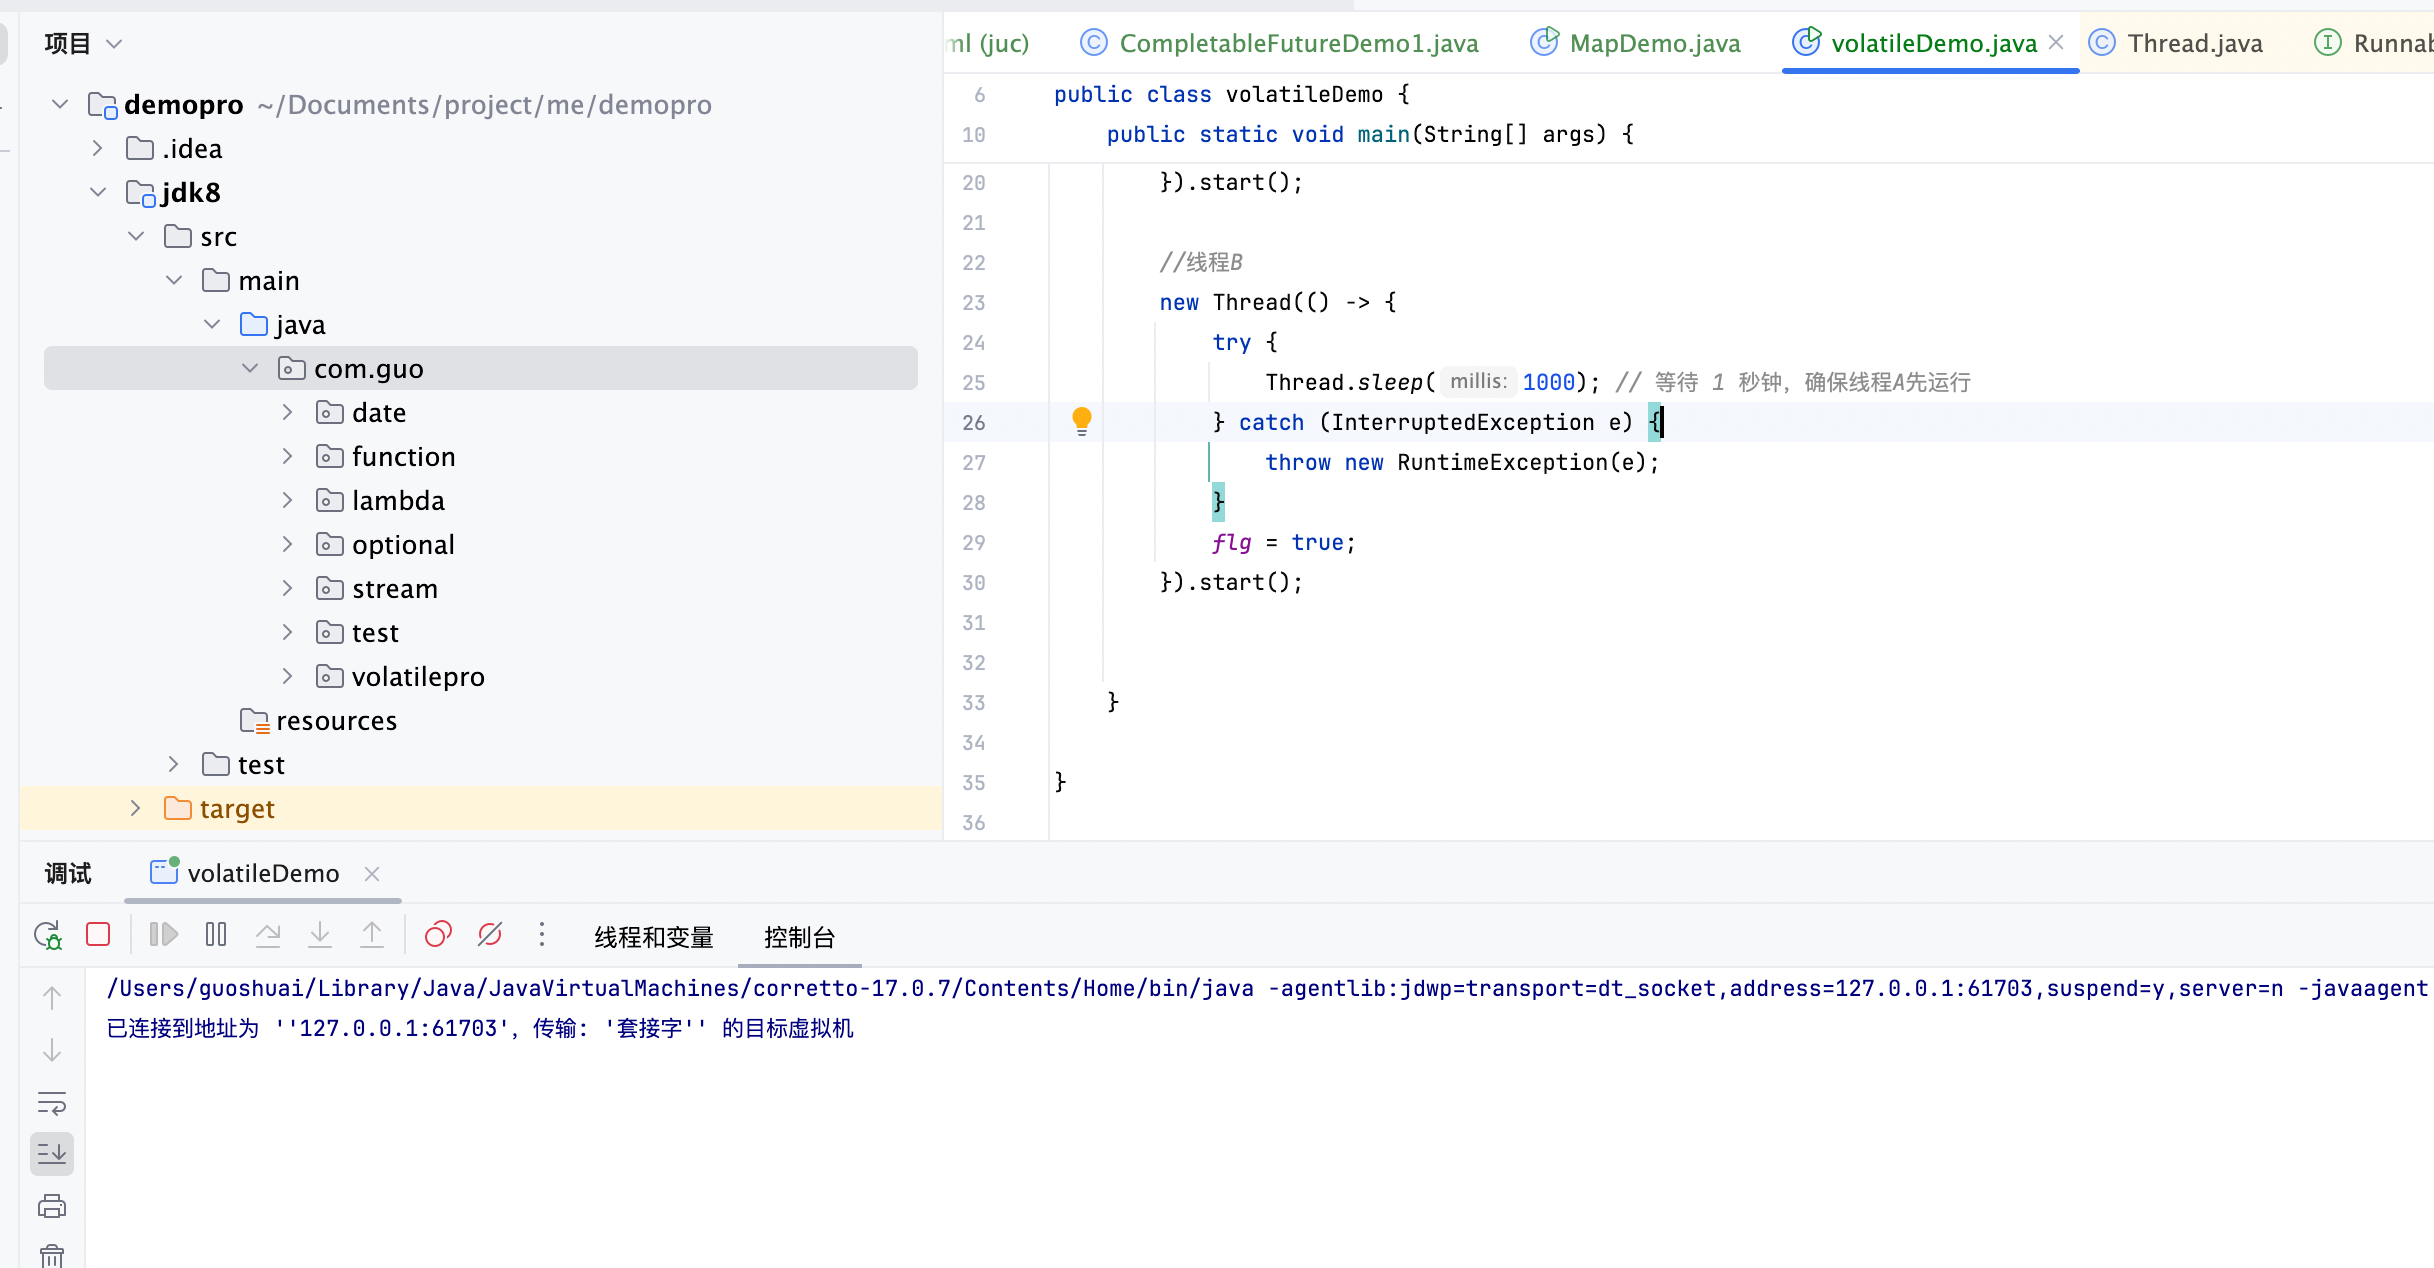 项目
demopro ~/Documents/project/me/demopro
.idea
jdk8
src
main
java
com.guo
date
function
lambda
optional
stream
test
volatilepro
resources
test
target
ml (juc) CompletableFutureDemo1.java MapDemo.java volatileDemo.java Thread.java Runnab
6 public class volatileDemo {
10 public static void main(String[] args) {
20 }).start();
21
22 //线程B
23 new Thread(() -> {
24 try {
25 Thread.sleep( millis: 1000); // 等待 1 秒钟，确保线程A先运行
26 } catch (InterruptedException e) {
27 throw new RuntimeException(e);
28 }
29 flg = true;
30 }).start();
31
32
33 }
34
35 }
36
调试 volatileDemo
线程和变量 控制台
/Users/guoshuai/Library/Java/JavaVirtualMachines/corretto-17.0.7/Contents/Home/bin/java -agentlib:jdwp=transport=dt_socket,address=127.0.0.1:61703,suspend=y,server=n -javaagent
已连接到地址为 ''127.0.0.1:61703'，传输: '套接字'' 的目标虚拟机